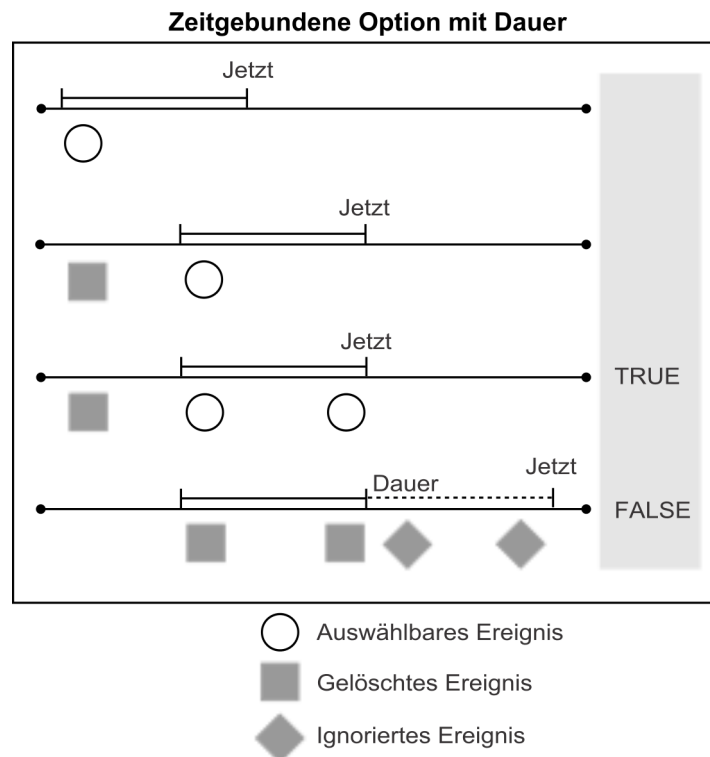 Zeitgebundene Option mit Dauer
Jetzt
Jetzt
Jetzt
TRUE
Jetzt
Dauer
FALSE
Auswählbares Ereignis
Gelöschtes Ereignis
Ignoriertes Ereignis